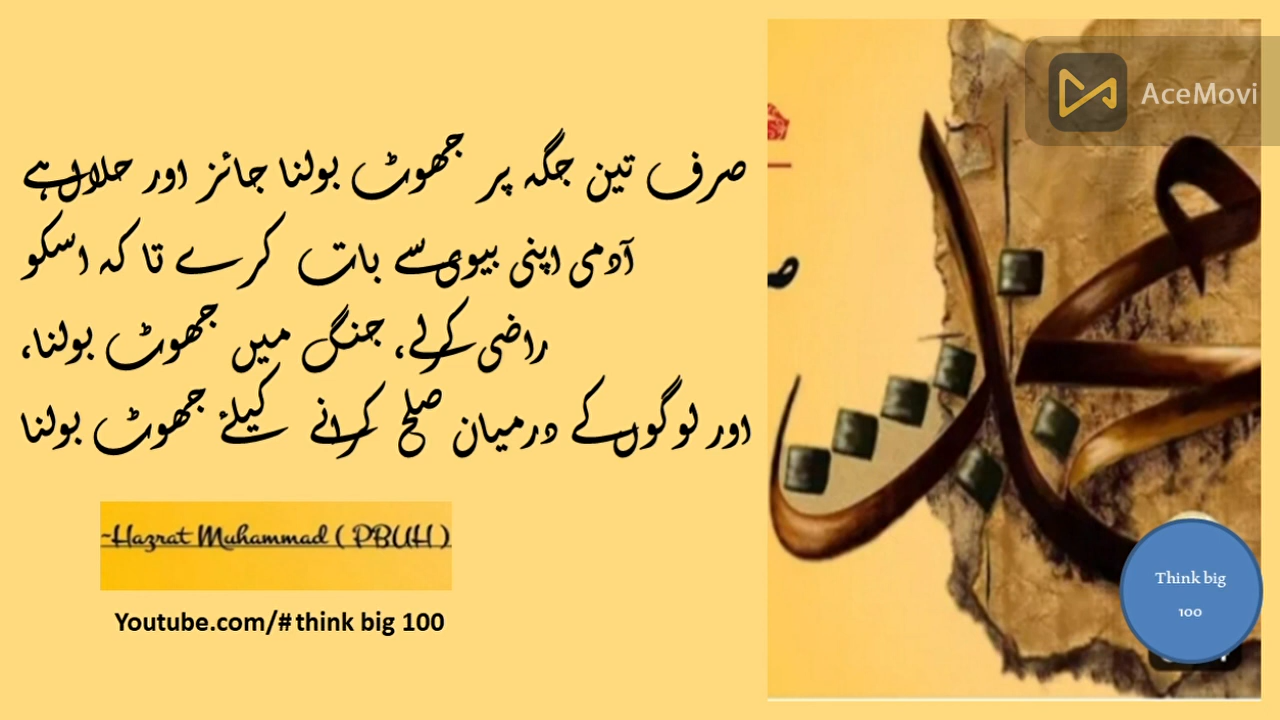 صرف تین جگہ پر جھوٹ بولنا جائز اور حلال ہے
آدمی اپنی بیوی سے بات کرے تا کہ اسکو
راضی کرلے، جنگ میں جھوٹ بولنا،
اور لوگوں کے درمیان صلح کرانے کیلئے جھوٹ بولنا
~Hazrat Muhammad ( PBUH )
Youtube.com/#think big 100
AceMovi
Think big
100